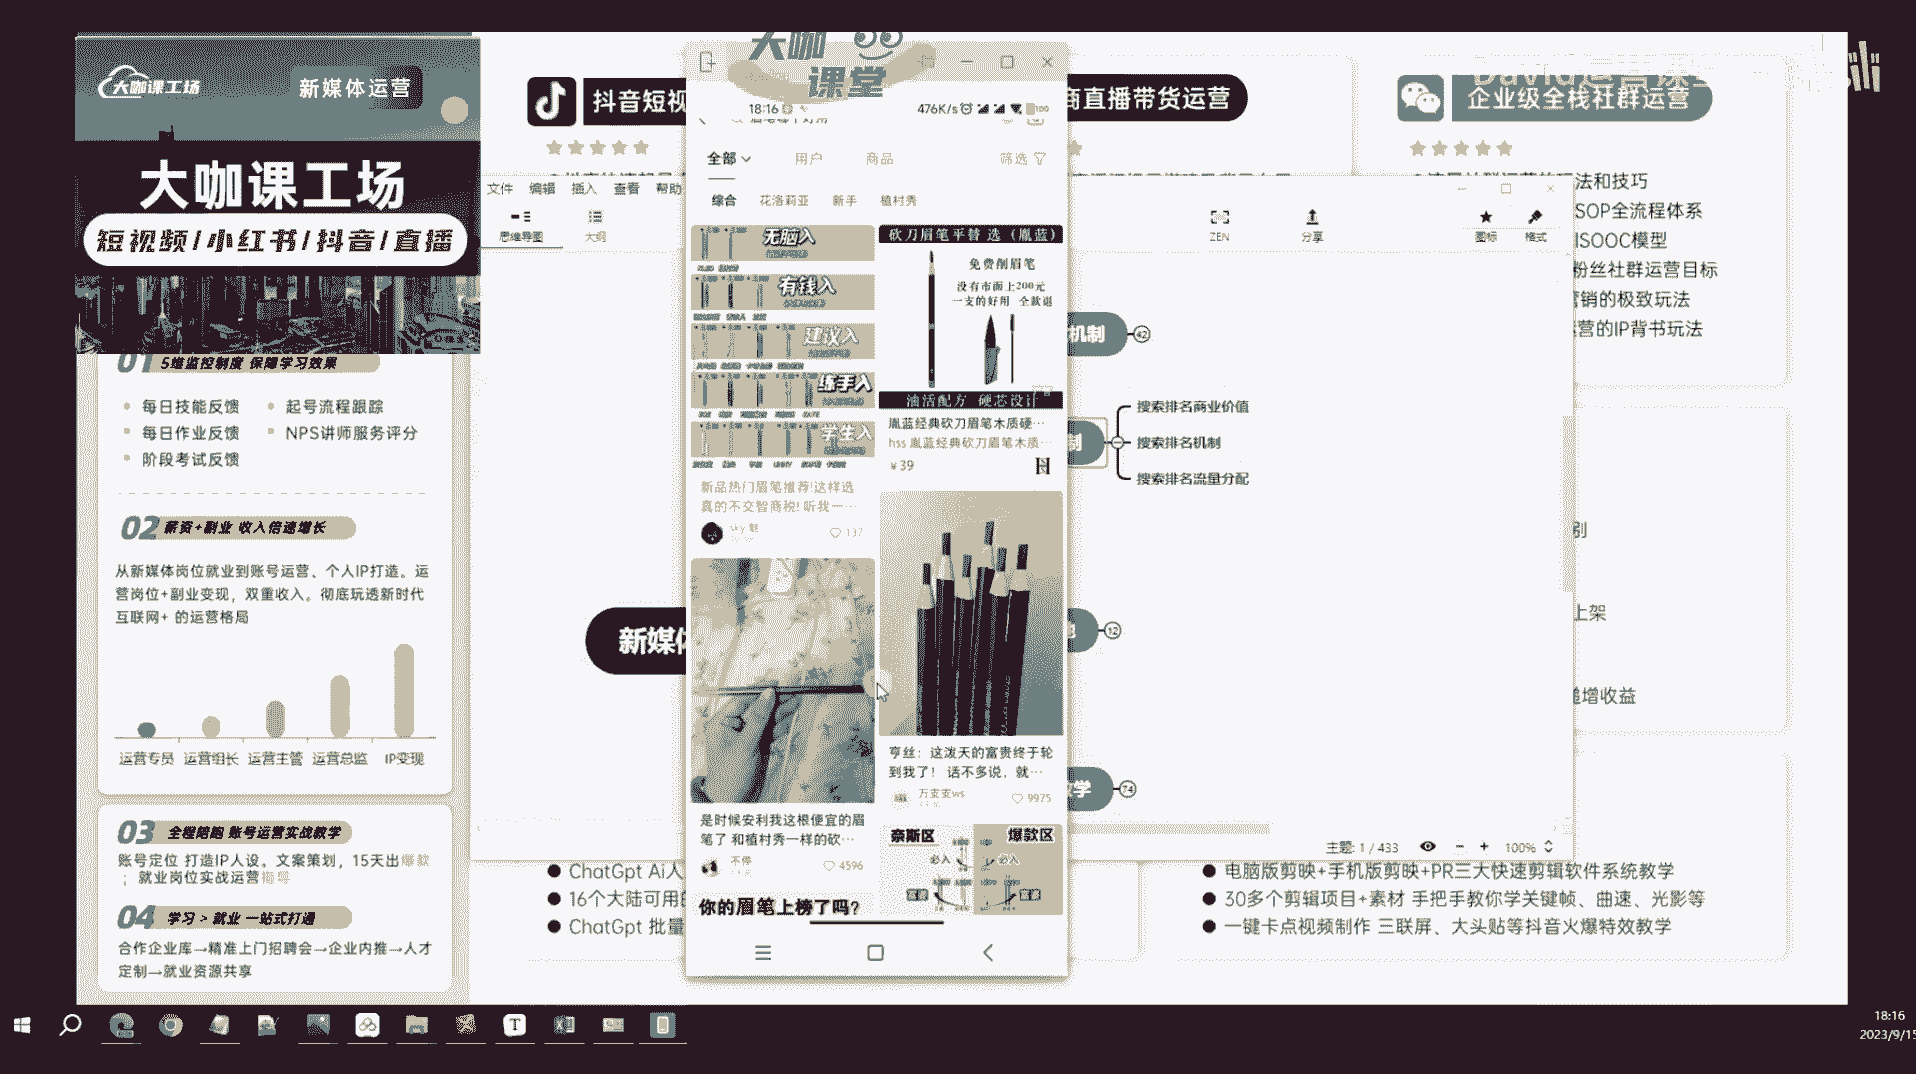 大咖课工场
新媒体运营
大咖课工场
短视频/小红书/抖音/直播
01 5维监控制度 保障学习效果
每日技能反馈
起号流程跟踪
每日作业反馈
NPS讲师服务评分
阶段考试反馈
02 薪资+副业 收入倍速增长
从新媒体岗位就业到账号运营、个人IP打造。运
营岗位+副业变现，双重收入。彻底玩透新时代
互联网+ 的运营格局
运营专员 运营组长 运营主管 运营总监 IP变现
03 全程陪跑 账号运营实战教学
账号定位 打造IP人设。文案策划，15天出爆款
；就业岗位实战运营
04 学习 > 就业 一站式打通
合作企业库→精准上门招聘会→企业内推→人才
定制→就业资源共享
抖音短视
商直播带货运营
企业级全栈社群运营
法和技巧
SOP全流程体系
ISOOC模型
粉丝社群运营目标
营销的极致玩法
运营的IP背书玩法
上架
递增收益
文件 编辑 插入 查看 帮助
思维导图
大纲
ZEN
分享
图标
格式
机制
42
制
搜索排名商业价值
搜索排名机制
搜索排名流量分配
新媒体
12
教学
74
主题: 1 / 433
100%
ChatGpt Ai人
16个大陆可用的
ChatGpt 批量
电脑版剪映+手机版剪映+PR三大快速剪辑软件系统教学
30多个剪辑项目+素材 手把手教你学关键帧、曲速、光影等
一键卡点视频制作 三联屏、大头贴等抖音火爆特效教学
大咖
课堂
18:16
476K/s
100
全部
用户
商品
筛选
综合
花洛莉亚
新手
植村秀
无脑入
有钱入
建议入
练手入
学生入
新品热门眉笔推荐!这样选
真的不交智商税! 听我一…
137
砍刀眉笔平替 选（胤蓝）
免费削眉笔
没有市面上200元
一支的好用 全款退
油活配方 硬芯设计
胤蓝经典砍刀眉笔木质硬…
hss 胤蓝经典砍刀眉笔木质…
¥39
是时候安利我这根便宜的眉
笔了 和植村秀一样的砍…
不停
4596
亨丝：这泼天的富贵终于轮
到我了！ 话不多说，就…
万支支ws
9975
你的眉笔上榜了吗?
奈斯区
爆款区
必入
必入
18:16
2023/9/15